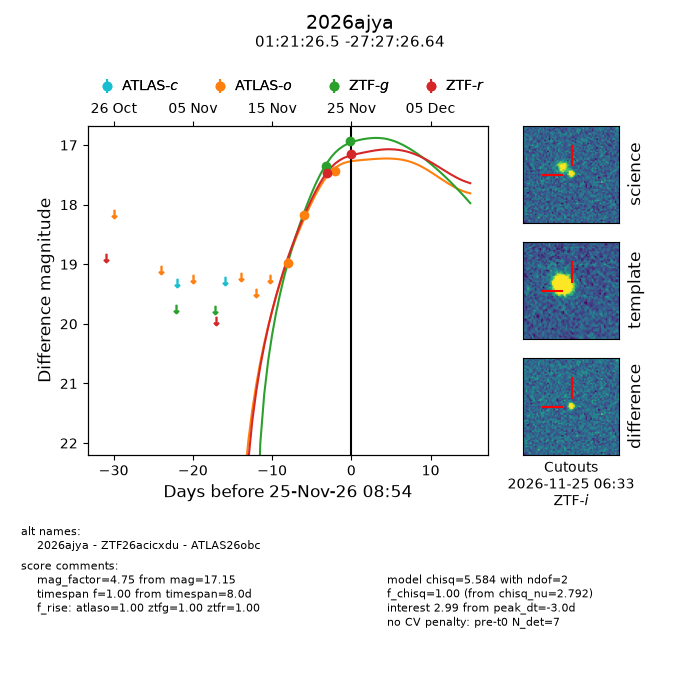 2026ajya
01:21:26.5 -27:27:26.64
ATLAS-c ATLAS-o ZTF-g ZTF-r
26 Oct 05 Nov 15 Nov 25 Nov 05 Dec
17
18
19
20
21
22
Difference magnitude
−30 −20 −10 0 10
Days before 25-Nov-26 08:54
science
template
difference
Cutouts
2026-11-25 06:33
ZTF-i
alt names:
2026ajya - ZTF26acicxdu - ATLAS26obc
score comments:
mag_factor=4.75 from mag=17.15
timespan f=1.00 from timespan=8.0d
f_rise: atlaso=1.00 ztfg=1.00 ztfr=1.00
model chisq=5.584 with ndof=2
f_chisq=1.00 (from chisq_nu=2.792)
interest 2.99 from peak_dt=-3.0d
no CV penalty: pre-t0 N_det=7